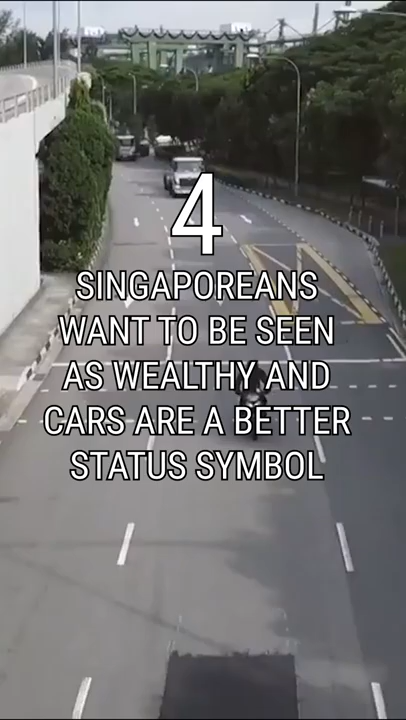 4
SINGAPOREANS
WANT TO BE SEEN
AS WEALTHY AND
CARS ARE A BETTER
STATUS SYMBOL